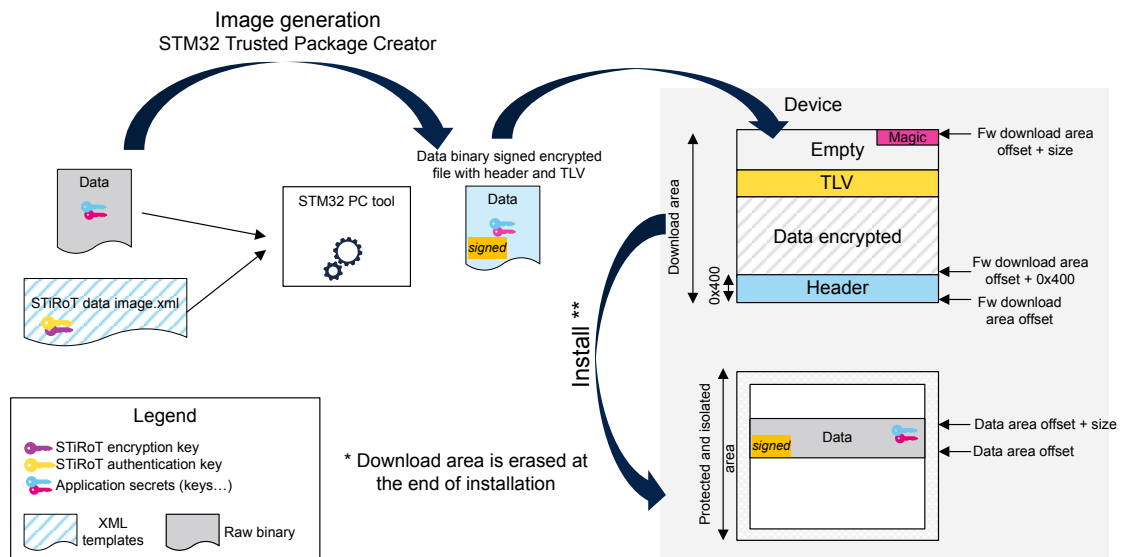 Image generation
STM32 Trusted Package Creator
Data
STM32 PC tool
STiRoT data image.xml
Data binary signed encrypted
file with header and TLV
Data
signed
Device
Download area
Magic
Empty
TLV
Data encrypted
Header
0x400
Fw download area
offset + size
Fw download area
offset + 0x400
Fw download
area offset
Install **
Protected and isolated
area
Data
signed
Data area offset + size
Data area offset
* Download area is erased at
the end of installation
Legend
STiRoT encryption key
STiRoT authentication key
Application secrets (keys…)
XML
templates
Raw binary